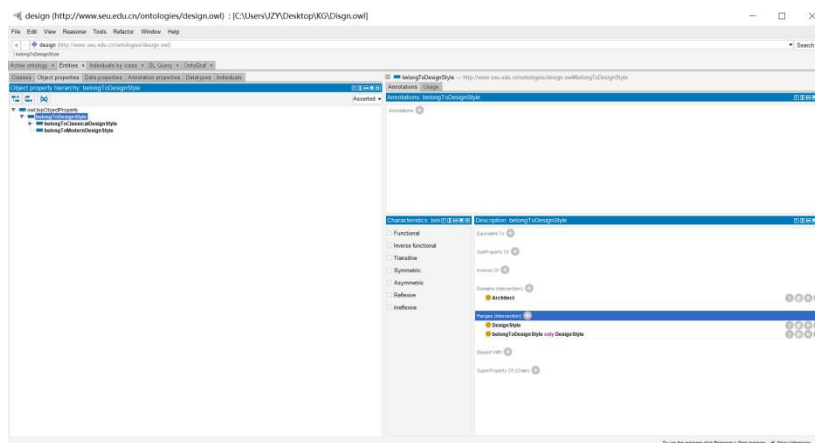 design (http://www.seu.edu.cn/ontologies/design.owl) : [C:\Users\JZY\Desktop\KG\Disgn.owl]
File Edit View Reasoner Tools Refactor Window Help
design (http://www.seu.edu.cn/ontologies/design.owl)
Search
belongToDesignStyle
Active ontology × Entities × Individuals by class × DL Query × OntoGraf ×
Classes Object properties Data properties Annotation properties Datatypes Individuals
belongToDesignStyle — http://www.seu.edu.cn/ontologies/design.owl#belongToDesignStyle
Object property hierarchy: belongToDesignStyle
Annotations Usage
Asserted
Annotations: belongToDesignStyle
owl:topObjectProperty
belongToDesignStyle
belongToClassicalDesignStyle
belongToModernDesignStyle
Annotations
Characteristics: bel
Description: belongToDesignStyle
Functional
Inverse functional
Transitive
Symmetric
Asymmetric
Reflexive
Irreflexive
Equivalent To
SubProperty Of
Inverse Of
Domains (intersection)
Architect
Ranges (intersection)
DesignStyle
belongToDesignStyle only DesignStyle
Disjoint With
SuperProperty Of (Chain)